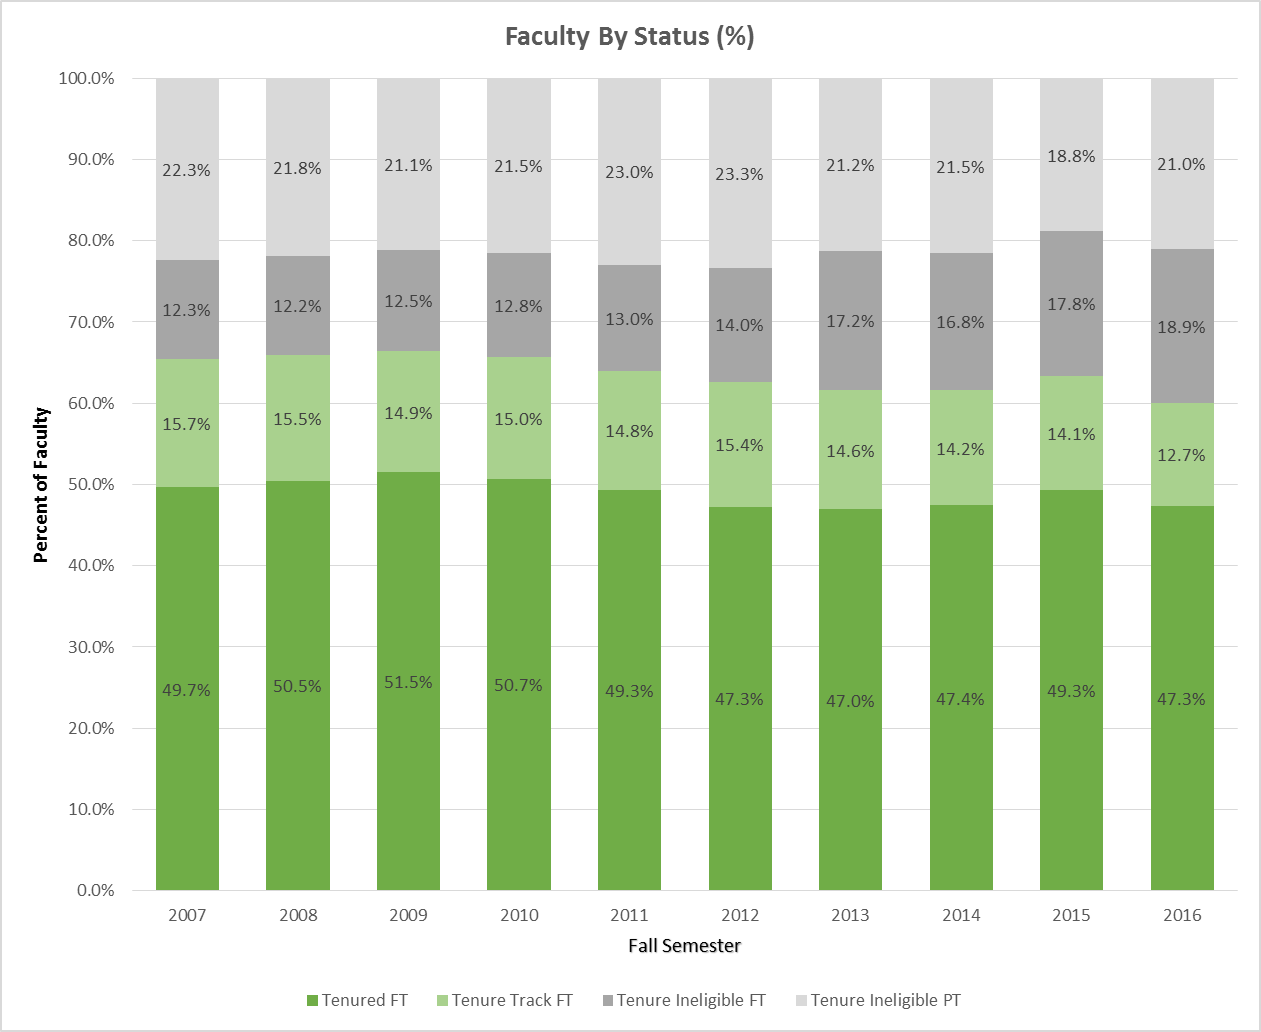 Faculty By Status (%)
100.0%
90.0%
80.0%
70.0%
60.0%
50.0%
40.0%
30.0%
20.0%
10.0%
0.0%
Percent of Faculty
22.3% 21.8% 21.1% 21.5% 23.0% 23.3% 21.2% 21.5% 18.8% 21.0%
12.3% 12.2% 12.5% 12.8% 13.0% 14.0% 17.2% 16.8% 17.8% 18.9%
15.7% 15.5% 14.9% 15.0% 14.8% 15.4% 14.6% 14.2% 14.1% 12.7%
49.7% 50.5% 51.5% 50.7% 49.3% 47.3% 47.0% 47.4% 49.3% 47.3%
2007 2008 2009 2010 2011 2012 2013 2014 2015 2016
Fall Semester
Tenured FT Tenure Track FT Tenure Ineligible FT Tenure Ineligible PT